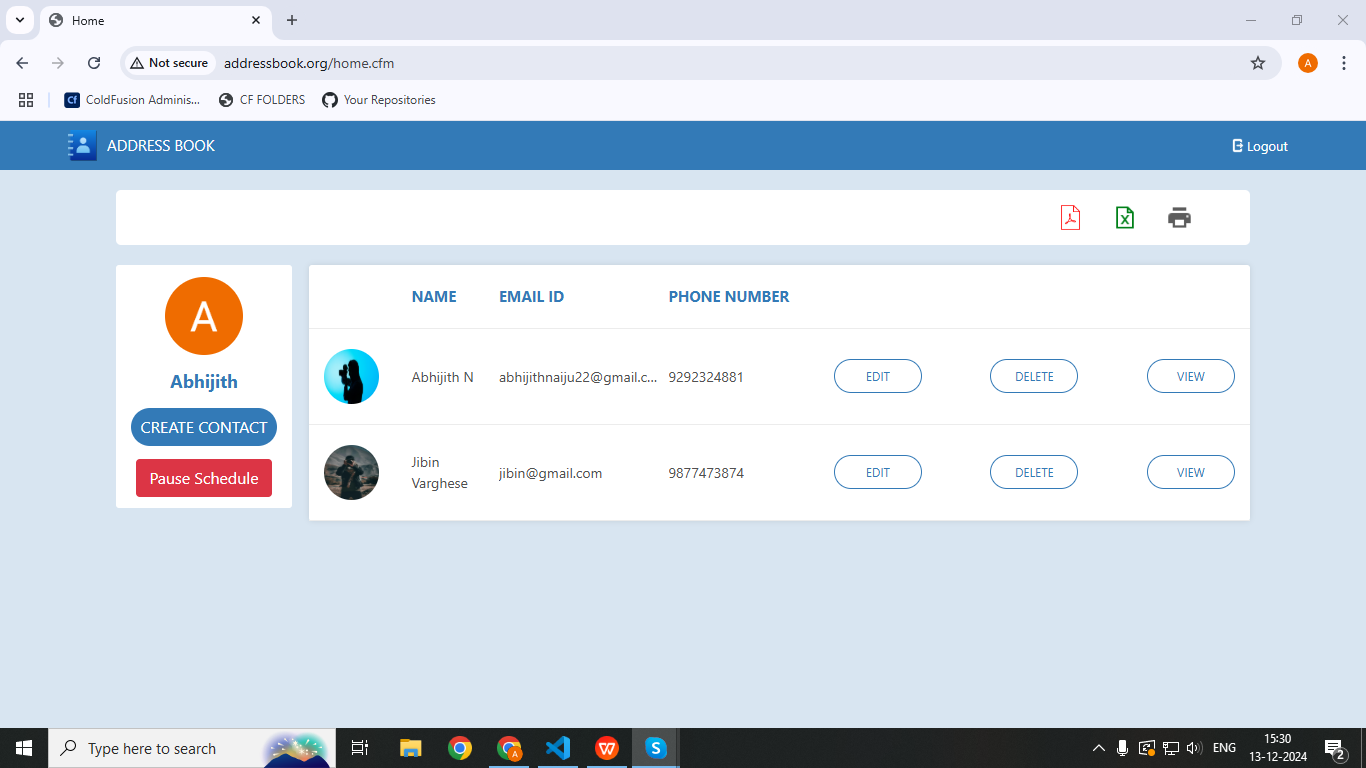 Home
Not secure addressbook.org/home.cfm
A
ColdFusion Adminis... CF FOLDERS Your Repositories
ADDRESS BOOK
Logout
A
Abhijith
CREATE CONTACT
Pause Schedule
NAME EMAIL ID PHONE NUMBER
Abhijith N abhijithnaiju22@gmail.c... 9292324881 EDIT DELETE VIEW
Jibin
Varghese
jibin@gmail.com 9877473874 EDIT DELETE VIEW
Type here to search
ENG
15:30
13-12-2024
2